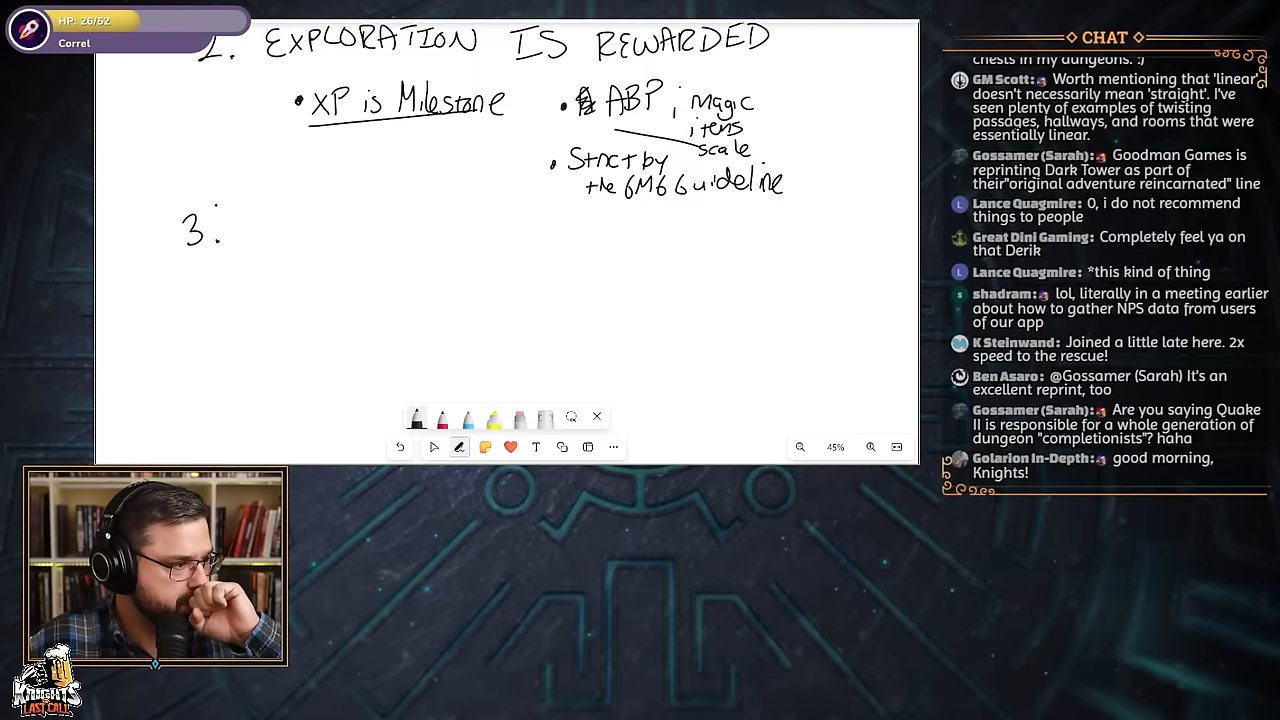 HP: 26/52
Correl
2. EXPLORATION IS REWARDED
• XP is Milestone
• ABP; Magic
items
scale
• Strict by
the GMG Guideline
3.
45%
CHAT
chests in my dungeons. :)
GM Scott: Worth mentioning that 'linear'
doesn't necessarily mean 'straight'. I've
seen plenty of examples of twisting
passages, hallways, and rooms that were
essentially linear.
Gossamer (Sarah): Goodman Games is
reprinting Dark Tower as part of
their"original adventure reincarnated" line
Lance Quagmire: 0, i do not recommend
things to people
Great Dini Gaming: Completely feel ya on
that Derik
Lance Quagmire: *this kind of thing
shadram: lol, literally in a meeting earlier
about how to gather NPS data from users
of our app
K Steinwand: Joined a little late here. 2x
speed to the rescue!
Ben Asaro: @Gossamer (Sarah) It's an
excellent reprint, too
Gossamer (Sarah): Are you saying Quake
II is responsible for a whole generation of
dungeon "completionists"? haha
Golarion In-Depth: good morning,
Knights!
KNIGHTS
LAST CALL